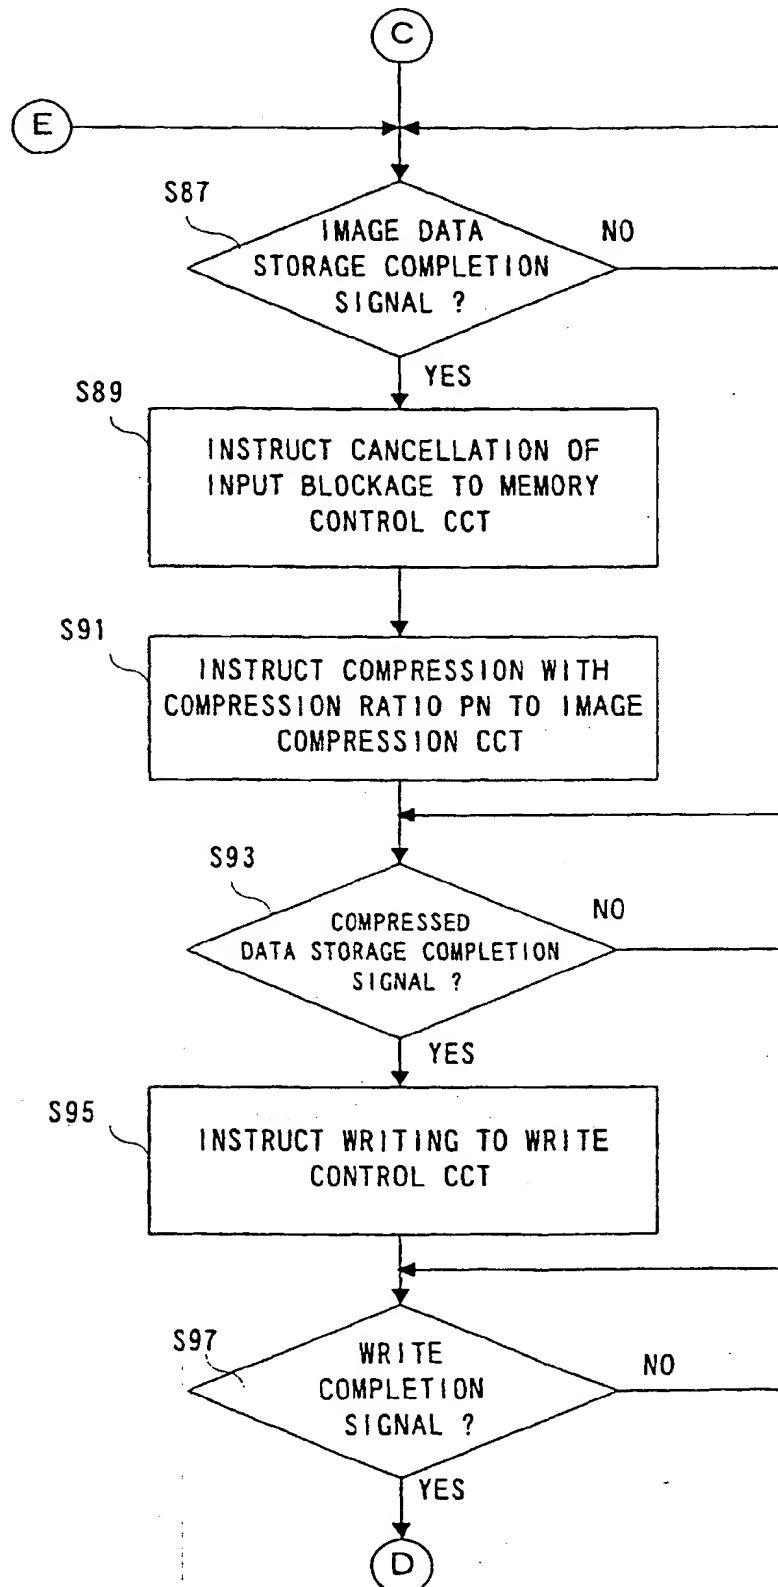 C
E
S87
IMAGE DATA
STORAGE COMPLETION
SIGNAL ?
NO
YES
S89
INSTRUCT CANCELLATION OF
INPUT BLOCKAGE TO MEMORY
CONTROL CCT
S91
INSTRUCT COMPRESSION WITH
COMPRESSION RATIO PN TO IMAGE
COMPRESSION CCT
S93
COMPRESSED
DATA STORAGE COMPLETION
SIGNAL ?
NO
YES
S95
INSTRUCT WRITING TO WRITE
CONTROL CCT
S97
WRITE
COMPLETION
SIGNAL ?
NO
YES
D